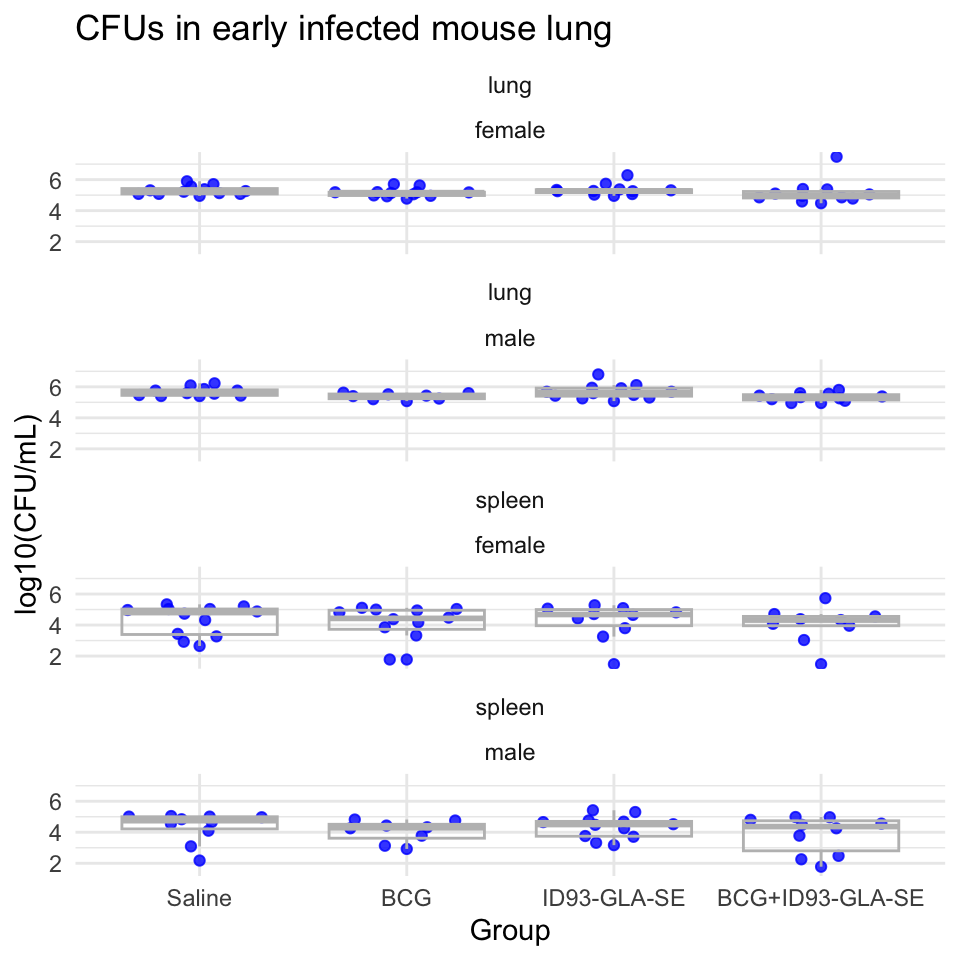 CFUs in early infected mouse lung
lung
female
6
4
2
lung
male
6
4
2
log10(CFU/mL)
spleen
female
6
4
2
spleen
male
6
4
2
Saline BCG ID93-GLA-SE BCG+ID93-GLA-SE
Group